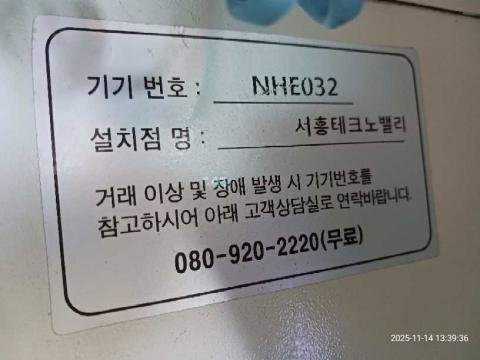 기기 번호 : NHE032
설치점 명 : 서흥테크노밸리
거래 이상 및 장애 발생 시 기기번호를
참고하시어 아래 고객상담실로 연락바랍니다.
080-920-2220(무료)
2025-11-14 13:39:36